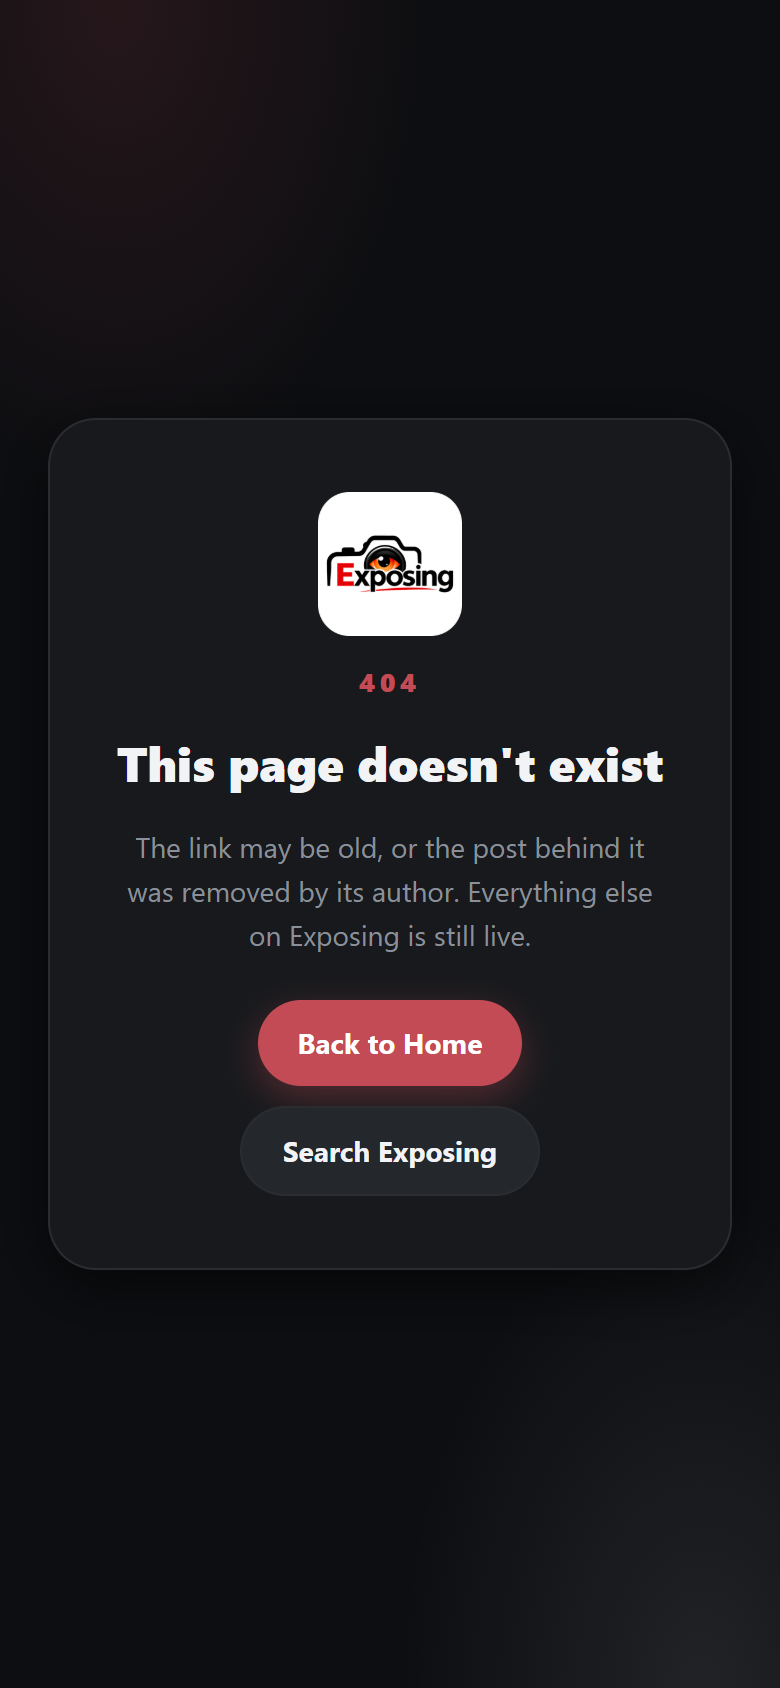 Exposing
404
This page doesn't exist
The link may be old, or the post behind it
was removed by its author. Everything else
on Exposing is still live.
Back to Home
Search Exposing